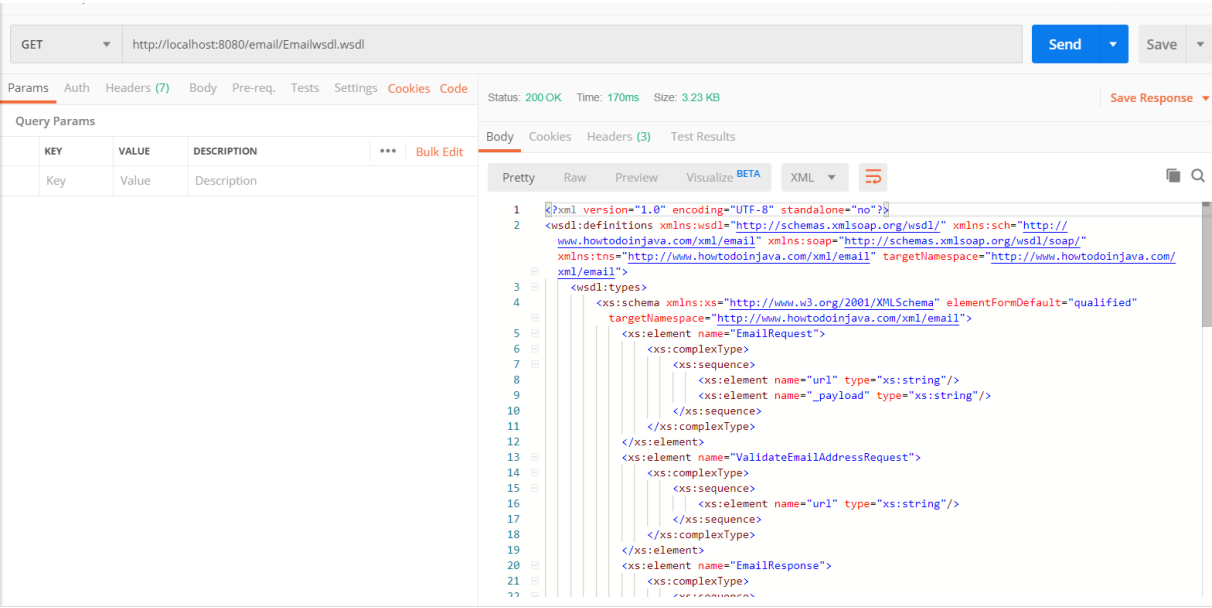 GET http://localhost:8080/email/Emailwsdl.wsdl Send Save
Params Auth Headers (7) Body Pre-req. Tests Settings Cookies Code
Query Params
KEY VALUE DESCRIPTION ••• Bulk Edit
Key Value Description
Status: 200 OK Time: 170ms Size: 3.23 KB Save Response
Body Cookies Headers (3) Test Results
Pretty Raw Preview Visualize BETA XML
1 <?xml version="1.0" encoding="UTF-8" standalone="no"?>
2 <wsdl:definitions xmlns:wsdl="http://schemas.xmlsoap.org/wsdl/" xmlns:sch="http://
www.howtodoinjava.com/xml/email" xmlns:soap="http://schemas.xmlsoap.org/wsdl/soap/"
xmlns:tns="http://www.howtodoinjava.com/xml/email" targetNamespace="http://www.howtodoinjava.com/
xml/email">
3 <wsdl:types>
4 <xs:schema xmlns:xs="http://www.w3.org/2001/XMLSchema" elementFormDefault="qualified"
targetNamespace="http://www.howtodoinjava.com/xml/email">
5 <xs:element name="EmailRequest">
6 <xs:complexType>
7 <xs:sequence>
8 <xs:element name="url" type="xs:string"/>
9 <xs:element name="_payload" type="xs:string"/>
10 </xs:sequence>
11 </xs:complexType>
12 </xs:element>
13 <xs:element name="ValidateEmailAddressRequest">
14 <xs:complexType>
15 <xs:sequence>
16 <xs:element name="url" type="xs:string"/>
17 </xs:sequence>
18 </xs:complexType>
19 </xs:element>
20 <xs:element name="EmailResponse">
21 <xs:complexType>
22 <xs:sequence>